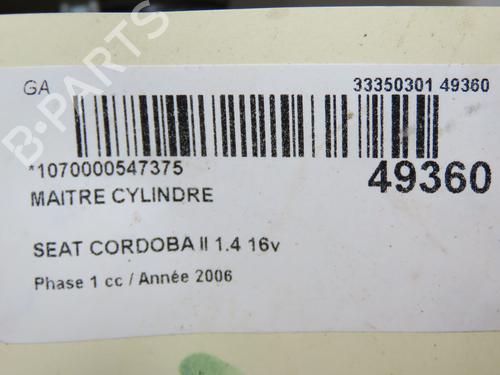 GA
33350301 49360
*1070000547375
49360
MAITRE CYLINDRE
SEAT CORDOBA II 1.4 16v
Phase 1 cc / Année 2006
B-PARTS